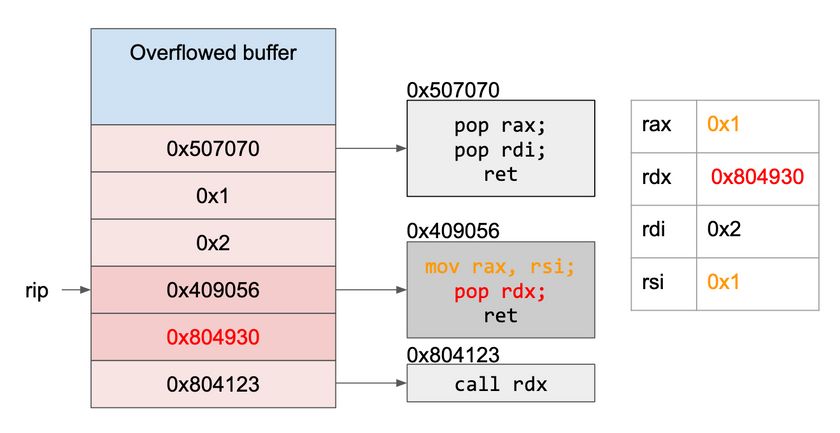 Overflowed buffer
0x507070
0x1
0x2
rip
0x409056
0x804930
0x804123
0x507070
pop rax;
pop rdi;
ret
0x409056
mov rax, rsi;
pop rdx;
ret
0x804123
call rdx
rax 0x1
rdx 0x804930
rdi 0x2
rsi 0x1